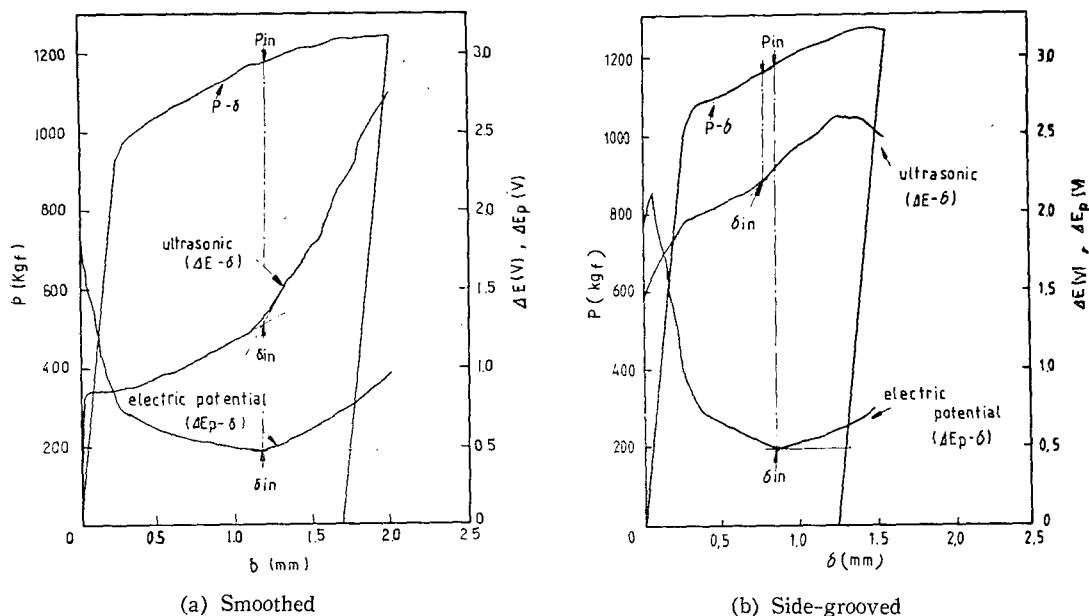 1200
1000
800
600
400
200
0
P (Kgf)
Pin
P-δ
ultrasonic
(ΔE-δ)
δin
electric potential
(ΔEp-δ)
δin
3.0
2.5
2.0
1.5
1.0
0.5
0
ΔE(V), ΔEp(V)
0 0.5 1.0 1.5 2.0 2.5
δ (mm)
(a) Smoothed
1200
1000
800
600
400
200
0
P( kgf)
Pin
P-δ
ultrasonic
(ΔE-δ)
δin
electric
potential
(ΔEp-δ)
δin
3.0
2.5
2.0
1.5
1.0
0.5
0
ΔE(V), ΔEp(V)
0 0,5 1.0 1.5 2.0 2.5
δ(mm)
(b) Side-grooved